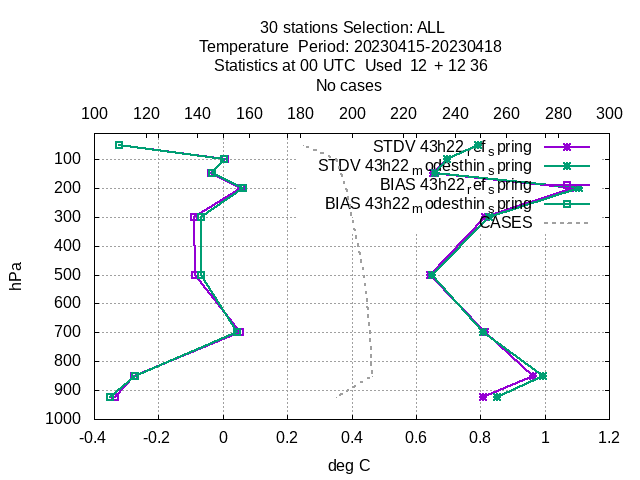 30 stations Selection: ALL
Temperature Period: 20230415-20230418
Statistics at 00 UTC Used 12 + 12 36
No cases
100 120 140 160 180 200 220 240 260 280 300
STDV 43h22_ref_spring
STDV 43h22_modesthin_spring
BIAS 43h22_ref_spring
BIAS 43h22_modesthin_spring
CASES
100
200
300
400
500
600
700
800
900
1000
hPa
-0.4 -0.2 0 0.2 0.4 0.6 0.8 1 1.2
deg C